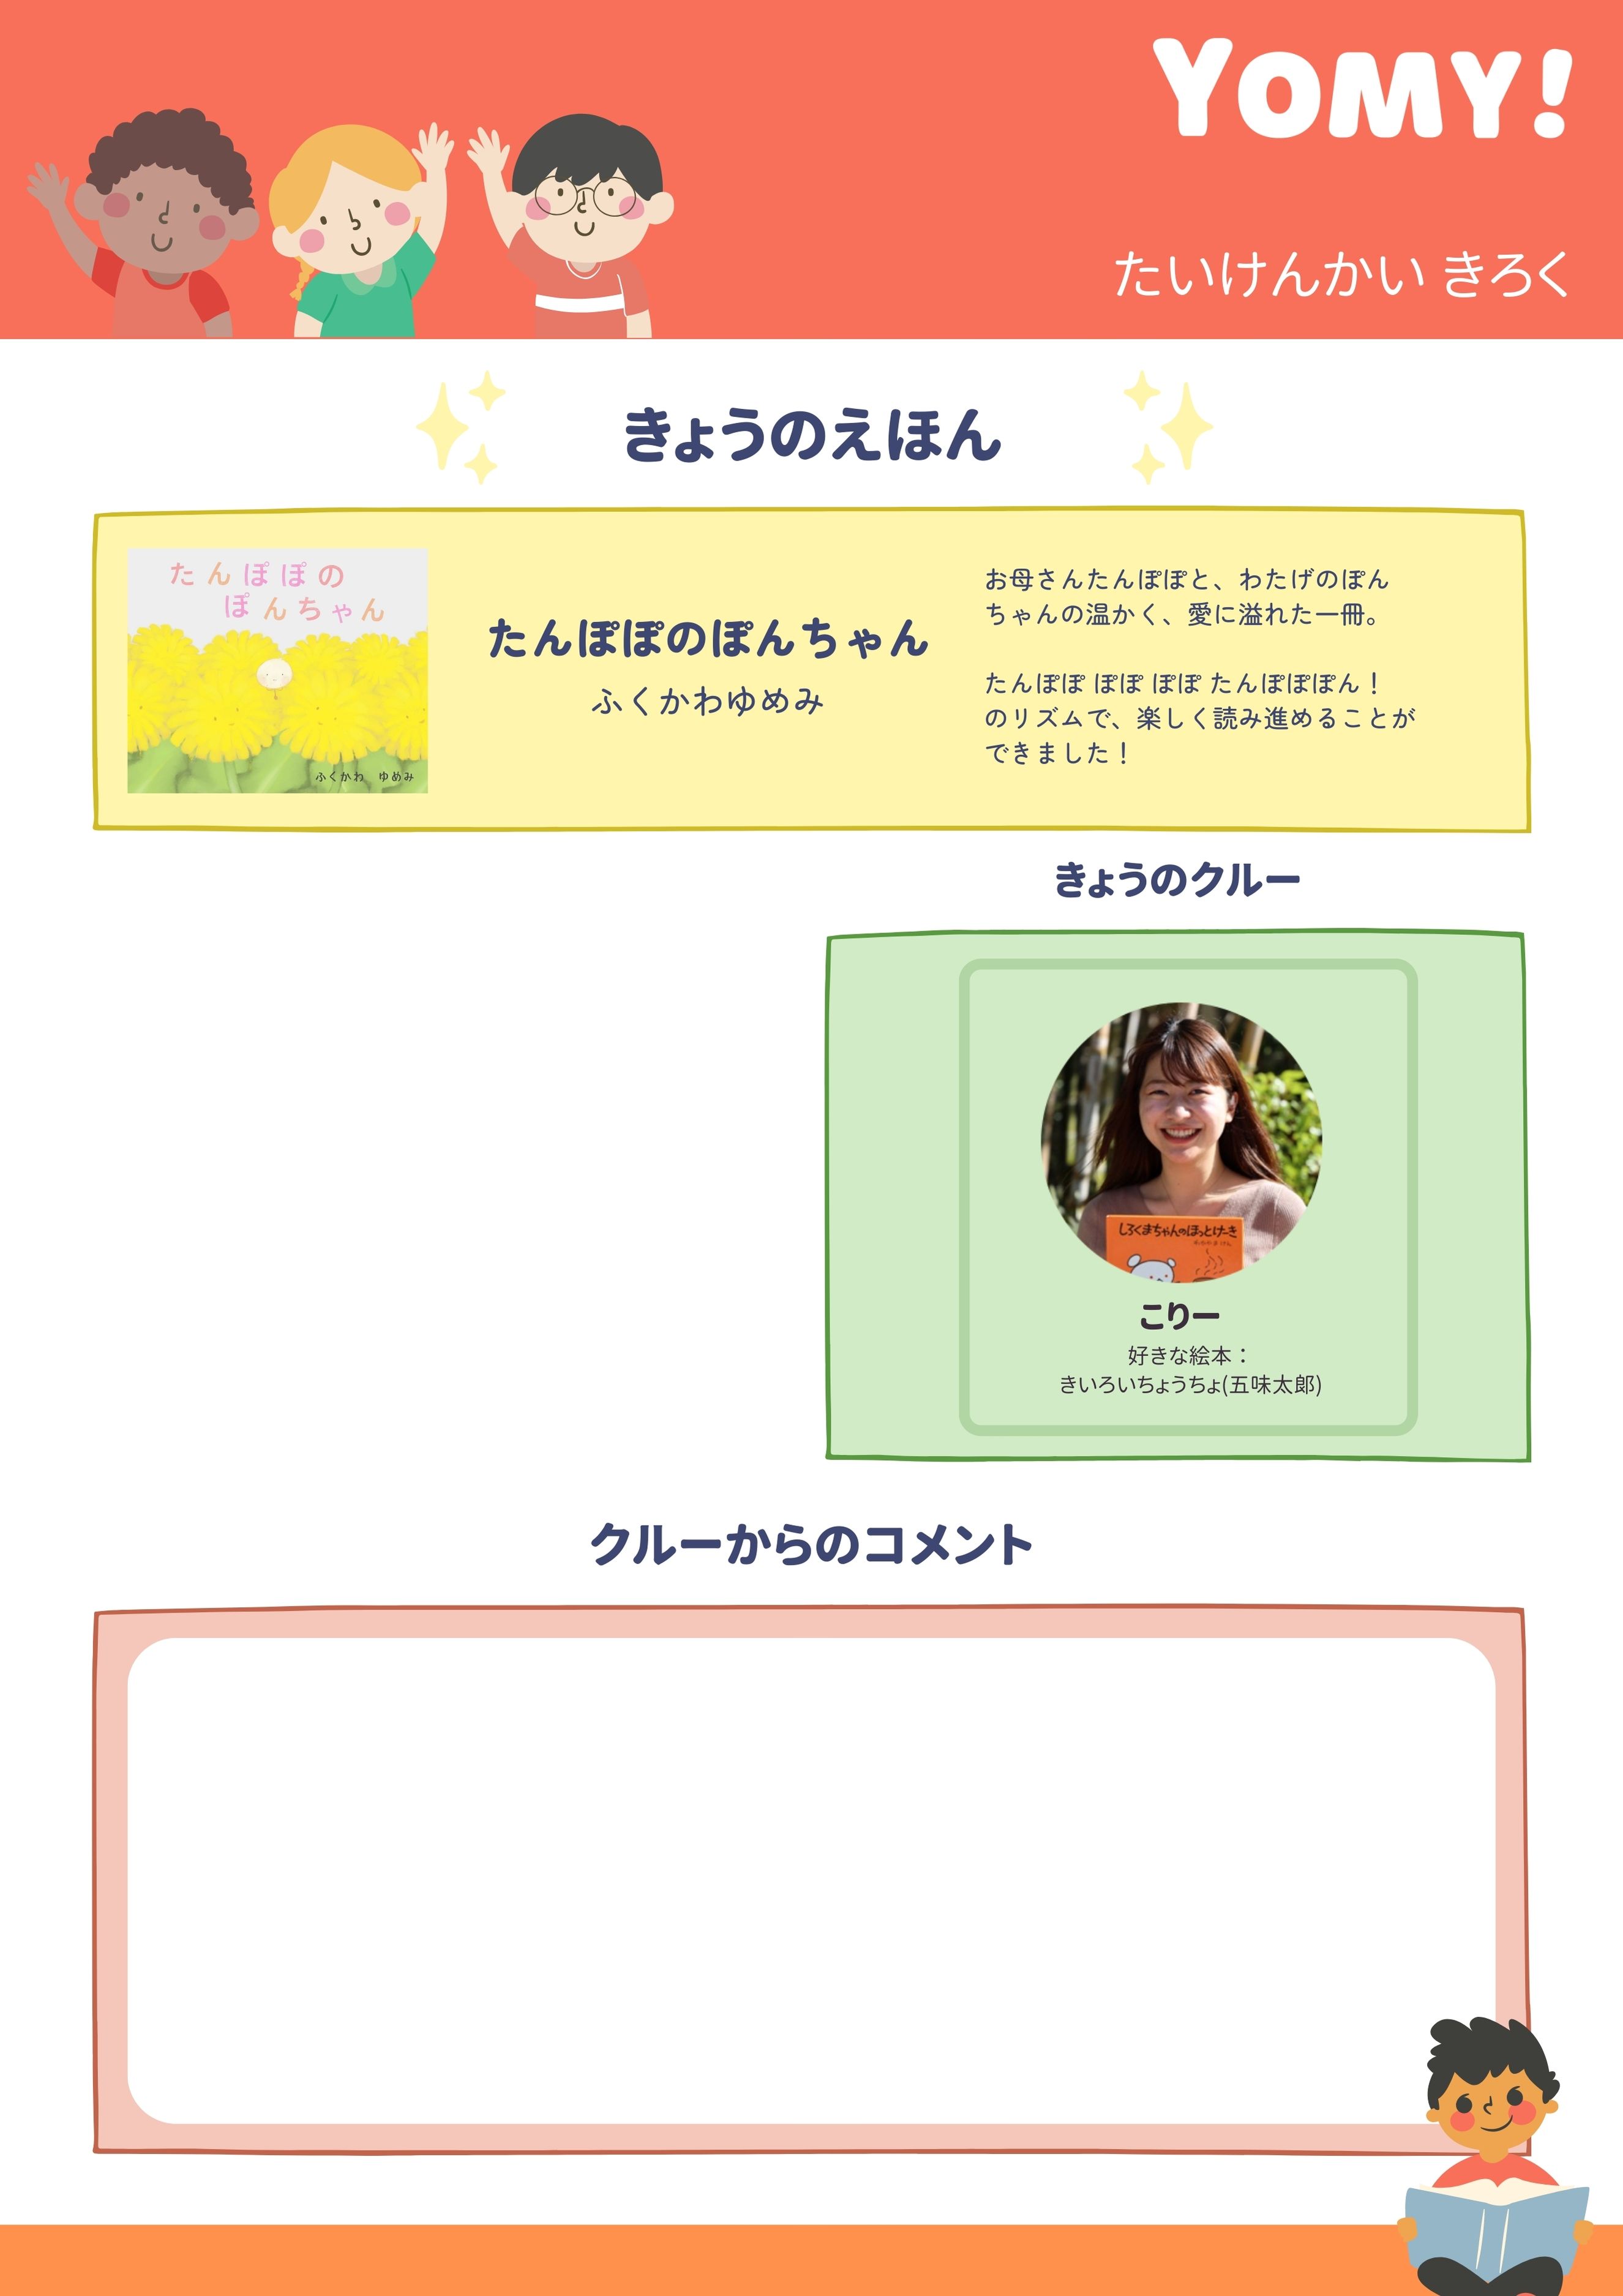 YOMY!
たいけんかい きろく
きょうのえほん
たんぽぽの
ぽんちゃん
ふくかわ ゆめみ
たんぽぽのぽんちゃん
ふくかわゆめみ
お母さんたんぽぽと、わたげのぽん
ちゃんの温かく、愛に溢れた一冊。
たんぽぽ ぽぽ ぽぽ たんぽぽぽん！
のリズムで、楽しく読み進めることが
できました！
きょうのクルー
しろくまちゃんのほっとけーき
こりー
好きな絵本：
きいろいちょうちょ(五味太郎)
クルーからのコメント